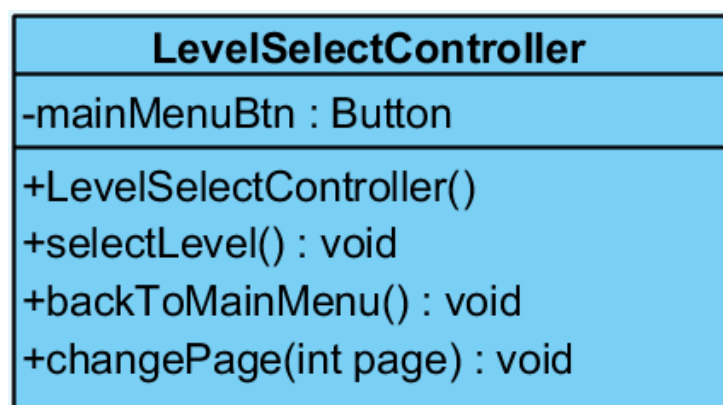 LevelSelectController
-mainMenuBtn : Button
+LevelSelectController()
+selectLevel() : void
+backToMainMenu() : void
+changePage(int page) : void